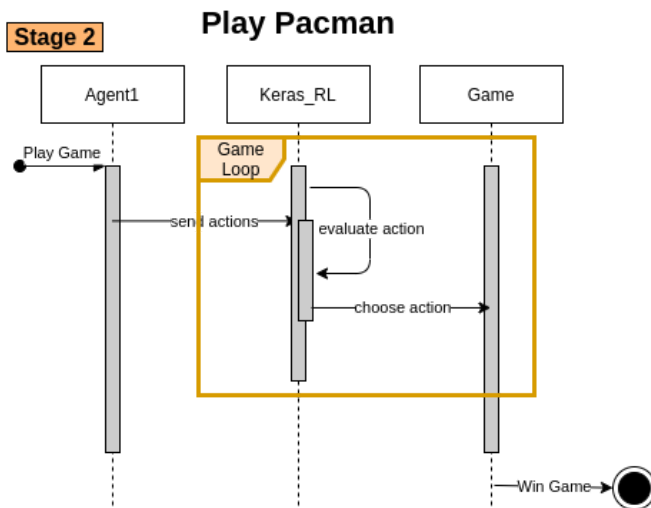 Play Pacman
Stage 2
Agent1
Keras_RL
Game
Play Game
Game
Loop
send actions
evaluate action
choose action
Win Game